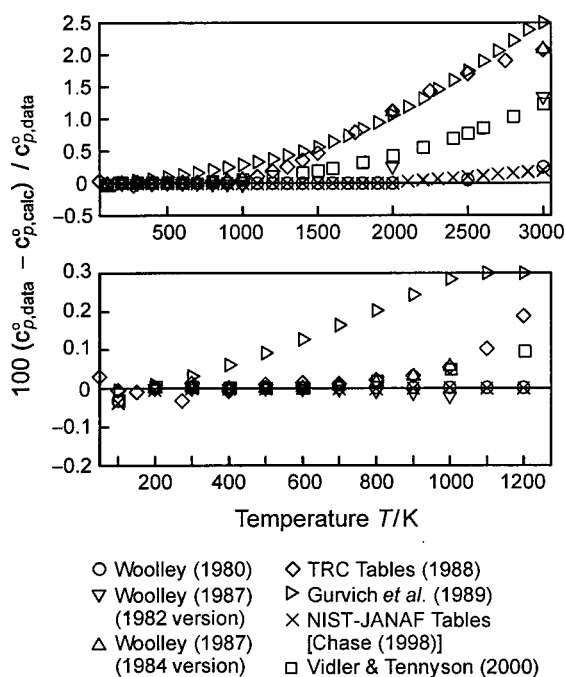 100 (c°p,data − c°p,calc) / c°p,data
2.5
2.0
1.5
1.0
0.5
0
−0.5
500 1000 1500 2000 2500 3000
0.3
0.2
0.1
0
−0.1
−0.2
200 400 600 800 1000 1200
Temperature T/K
○ Woolley (1980)
▽ Woolley (1987)
(1982 version)
△ Woolley (1987)
(1984 version)
◇ TRC Tables (1988)
▷ Gurvich et al. (1989)
× NIST-JANAF Tables
[Chase (1998)]
□ Vidler & Tennyson (2000)